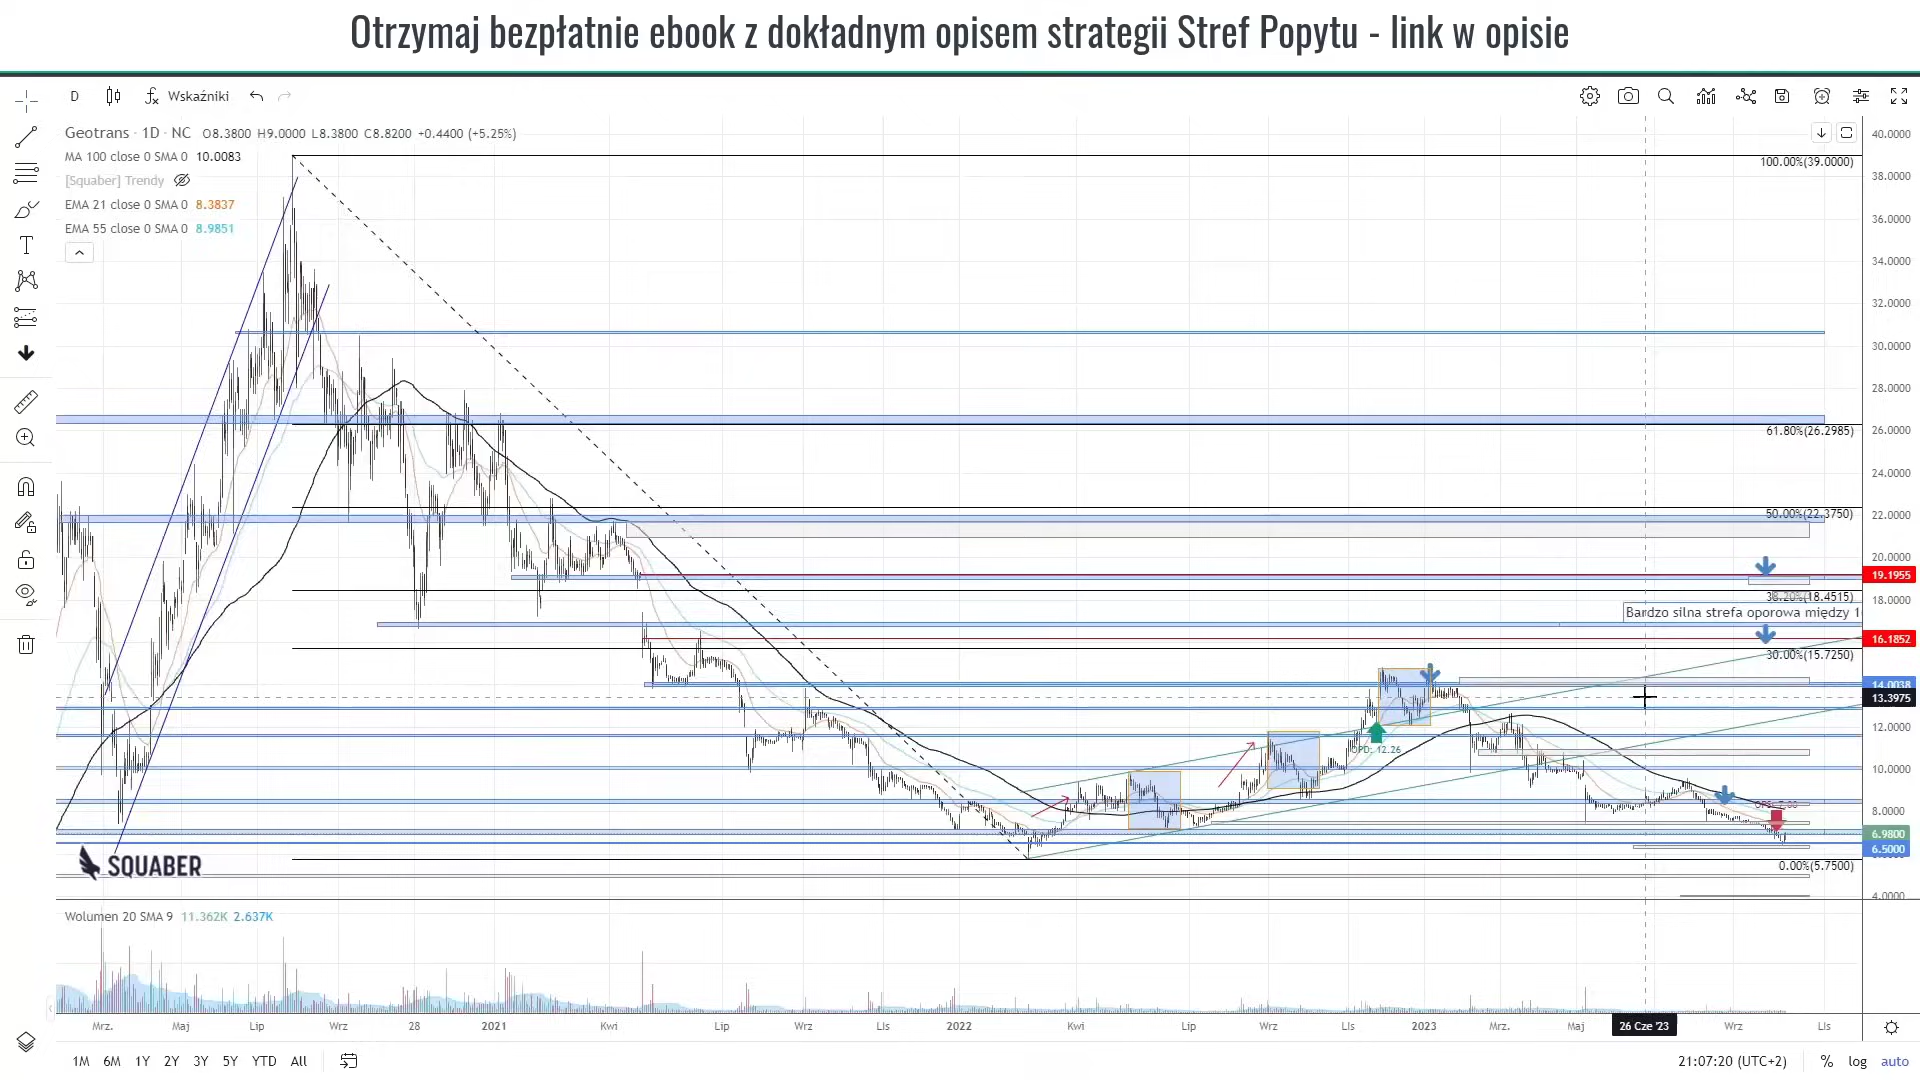 Otrzymaj bezpłatnie ebook z dokładnym opisem strategii Stref Popytu - link w opisie
D Wskaźniki
Geotrans · 1D · NC O8.3800 H9.0000 L8.3800 C8.8200 +0.4400 (+5.25%)
MA 100 close 0 SMA 0 10.0083
[Squaber] Trendy
EMA 21 close 0 SMA 0 8.3837
EMA 55 close 0 SMA 0 8.9851
40.0000
100.00%(39.0000)
38.0000
36.0000
34.0000
32.0000
30.0000
28.0000
26.0000
61.80%(26.2985)
24.0000
22.0000
50.00%(22.3750)
20.0000
19.1955
38.20%(18.4515)
18.0000
Bardzo silna strefa oporowa między 1
16.1852
30.00%(15.7250)
14.0038
13.3975
12.0000
12.26
10.0000
8.0000
6.9800
6.5000
0.00%(5.7500)
4.0000
SQUABER
Wolumen 20 SMA 9 11.362K 2.637K
Mrz. Maj Lip Wrz 28 2021 Kwi Lip Wrz Lis 2022 Kwi Lip Wrz Lis 2023 Mrz. Maj 26 Cze '23 Wrz Lis
1M 6M 1Y 2Y 3Y 5Y YTD All
21:07:20 (UTC+2) % log auto